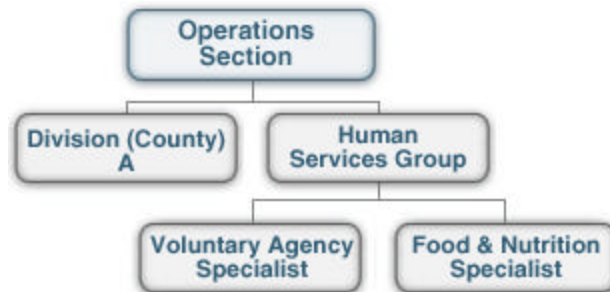 Operations
Section
Division (County)
A
Human
Services Group
Voluntary Agency
Specialist
Food & Nutrition
Specialist